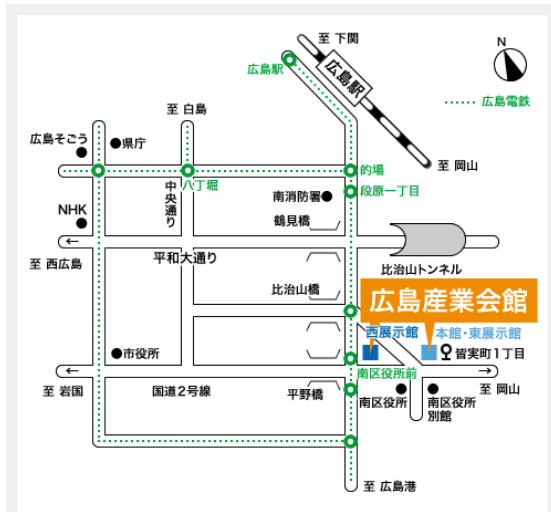 至 下関
N
広島駅
広島駅
広島電鉄
至 白島
広島そごう
県庁
至 岡山
的場
八丁堀
段原一丁目
中央通り
南消防署
NHK
鶴見橋
平和大通り
至 西広島
比治山トンネル
比治山橋
広島産業会館
西展示館
本館・東展示館
市役所
皆実町1丁目
南区役所前
至 岩国
国道2号線
平野橋
南区役所
南区役所
別館
至 岡山
至 広島港